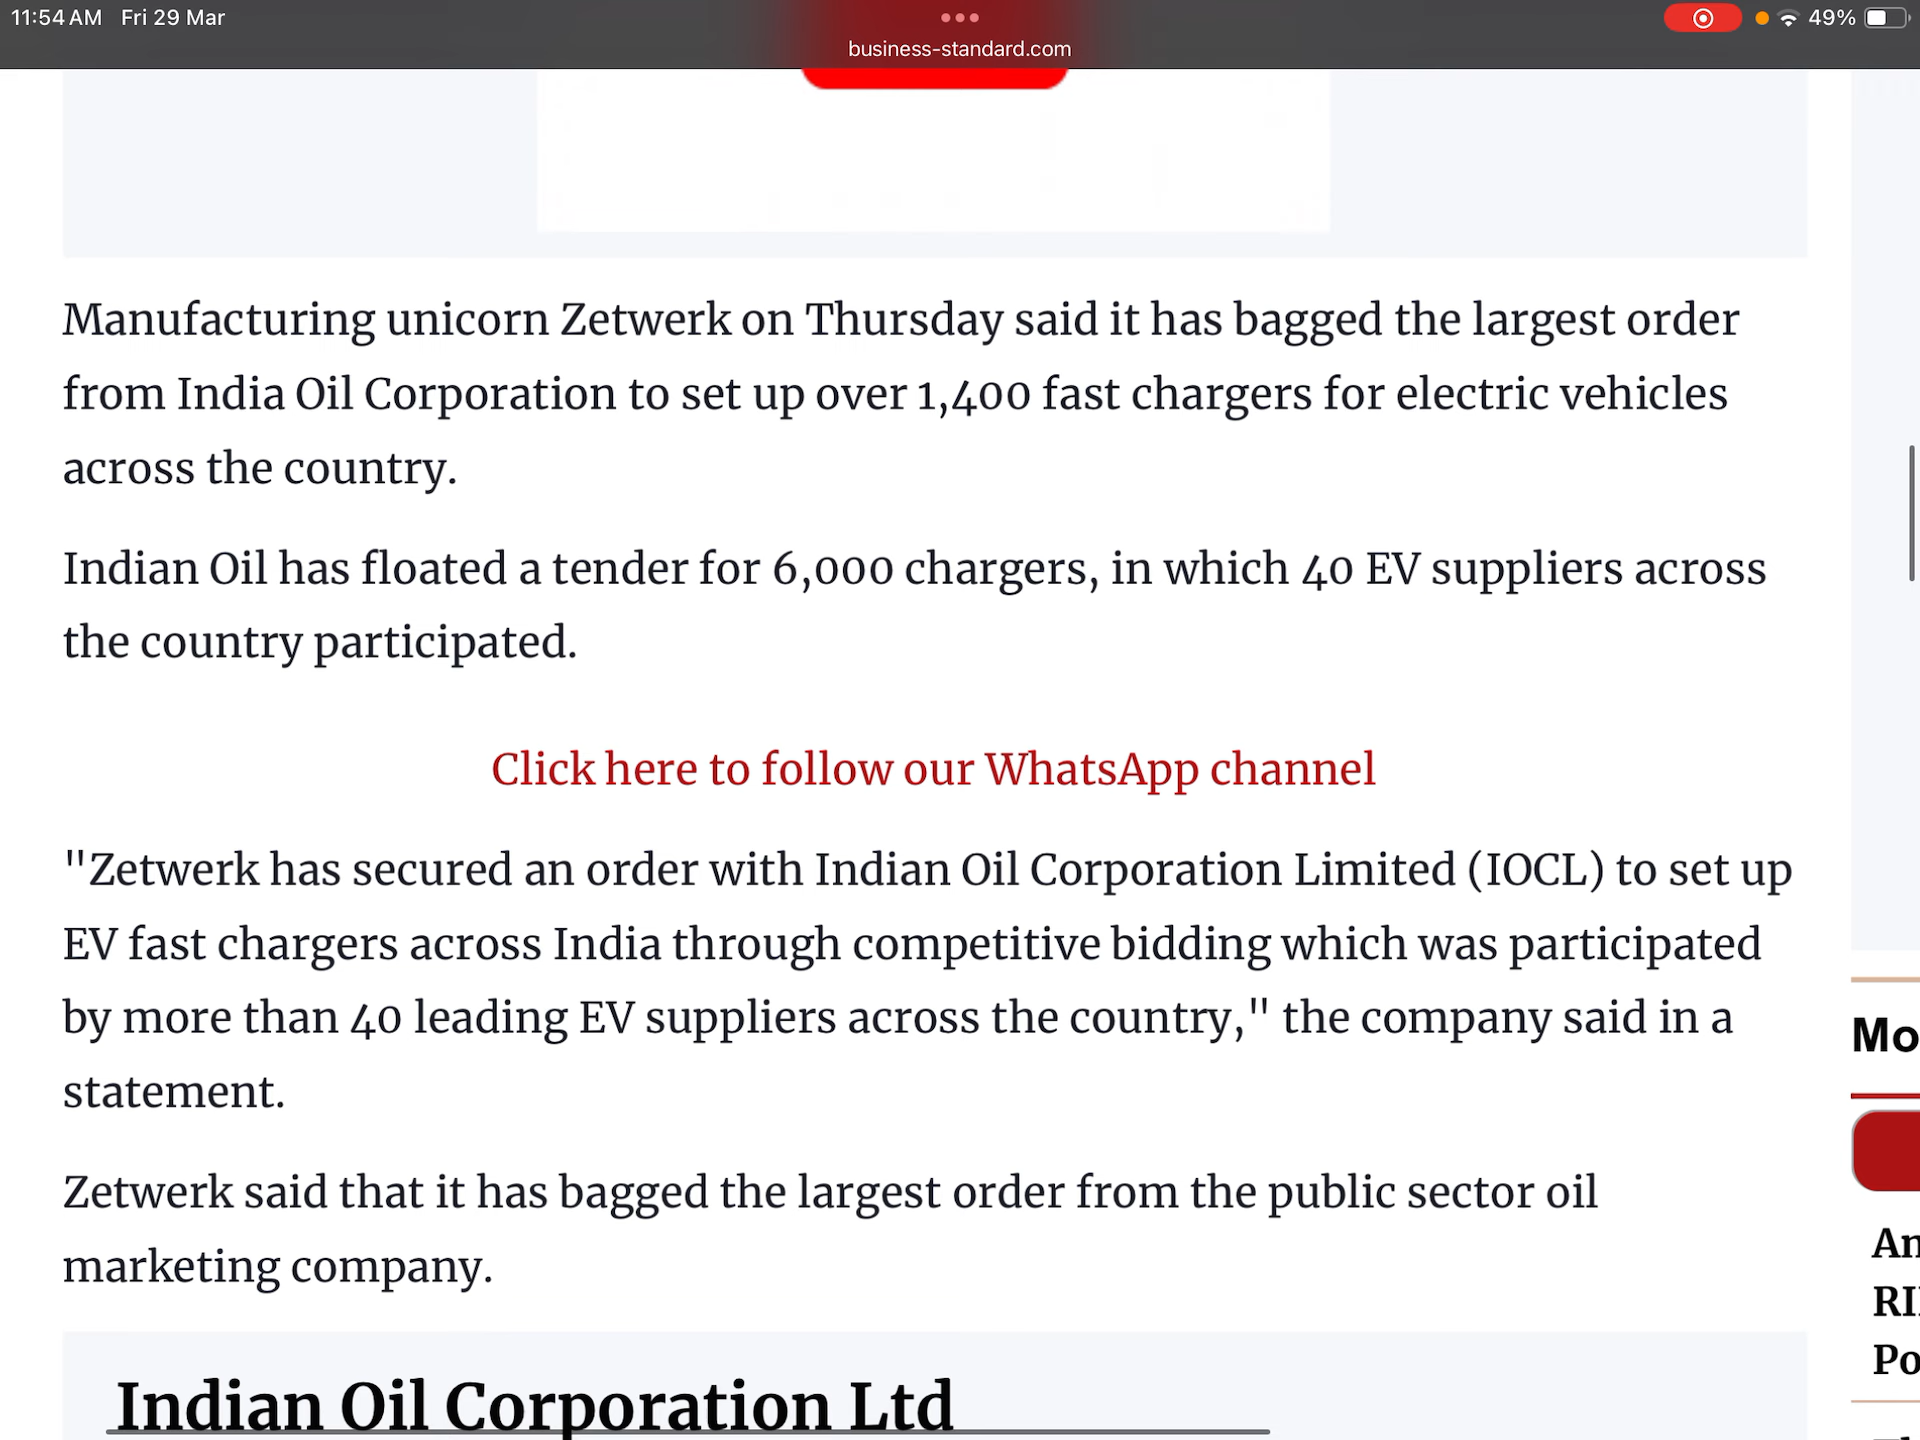 11:54 AM Fri 29 Mar
49%
business-standard.com
Manufacturing unicorn Zetwerk on Thursday said it has bagged the largest order
from India Oil Corporation to set up over 1,400 fast chargers for electric vehicles
across the country.
Indian Oil has floated a tender for 6,000 chargers, in which 40 EV suppliers across
the country participated.
Click here to follow our WhatsApp channel
"Zetwerk has secured an order with Indian Oil Corporation Limited (IOCL) to set up
EV fast chargers across India through competitive bidding which was participated
by more than 40 leading EV suppliers across the country," the company said in a
statement.
Zetwerk said that it has bagged the largest order from the public sector oil
marketing company.
Indian Oil Corporation Ltd
Mo
An
Po